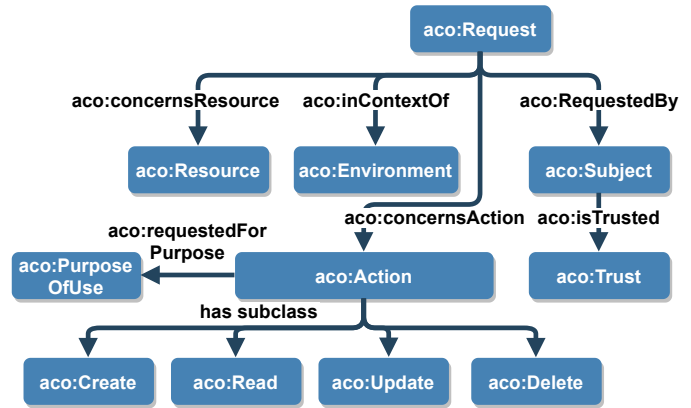 aco:Request
aco:concernsResource
aco:inContextOf
aco:RequestedBy
aco:Resource
aco:Environment
aco:Subject
aco:concernsAction
aco:isTrusted
aco:requestedFor
Purpose
aco:Purpose
OfUse
aco:Action
aco:Trust
has subclass
aco:Create
aco:Read
aco:Update
aco:Delete